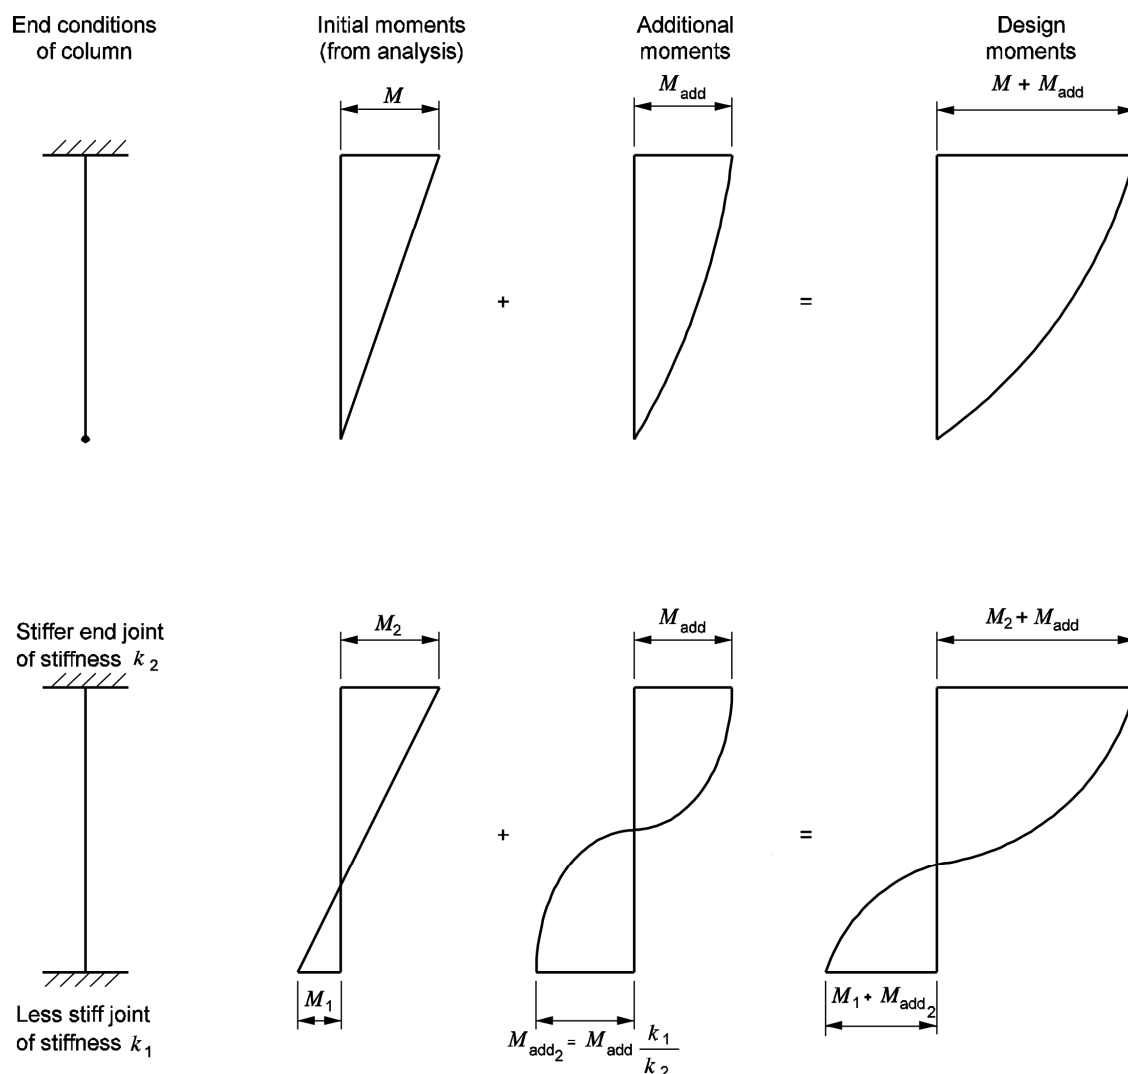 End conditions
of column
Initial moments
(from analysis)
Additional
moments
Design
moments
M
M_add
M + M_add
+
=
Stiffer end joint
of stiffness k_2
M_2
M_add
M_2 + M_add
+
=
Less stiff joint
of stiffness k_1
M_1
M_add_2 = M_add k_1/k_2
M_1 + M_add_2